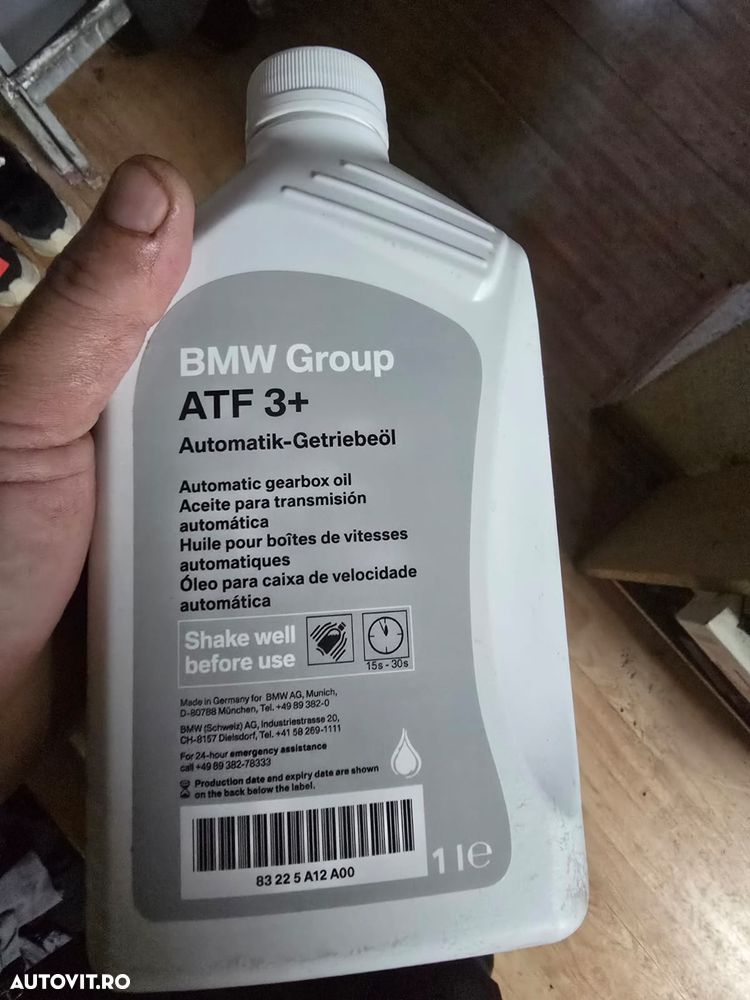 BMW Group
ATF 3+
Automatik-Getriebeöl
Automatic gearbox oil
Aceite para transmisión
automática
Huile pour boîtes de vitesses
automatiques
Óleo para caixa de velocidade
automática
Shake well
before use
15s - 30s
Made in Germany for BMW AG, Munich,
D-80788 München, Tel. +49 89 382-0
BMW (Schweiz) AG, Industriestrasse 20,
CH-8157 Dielsdorf, Tel. +41 58 269-1111
For 24-hour emergency assistance
call +49 89 382-78333
Production date and expiry date are shown
on the back below the label.
83 22 5 A12 A00
1 l e
AUTOVIT.RO